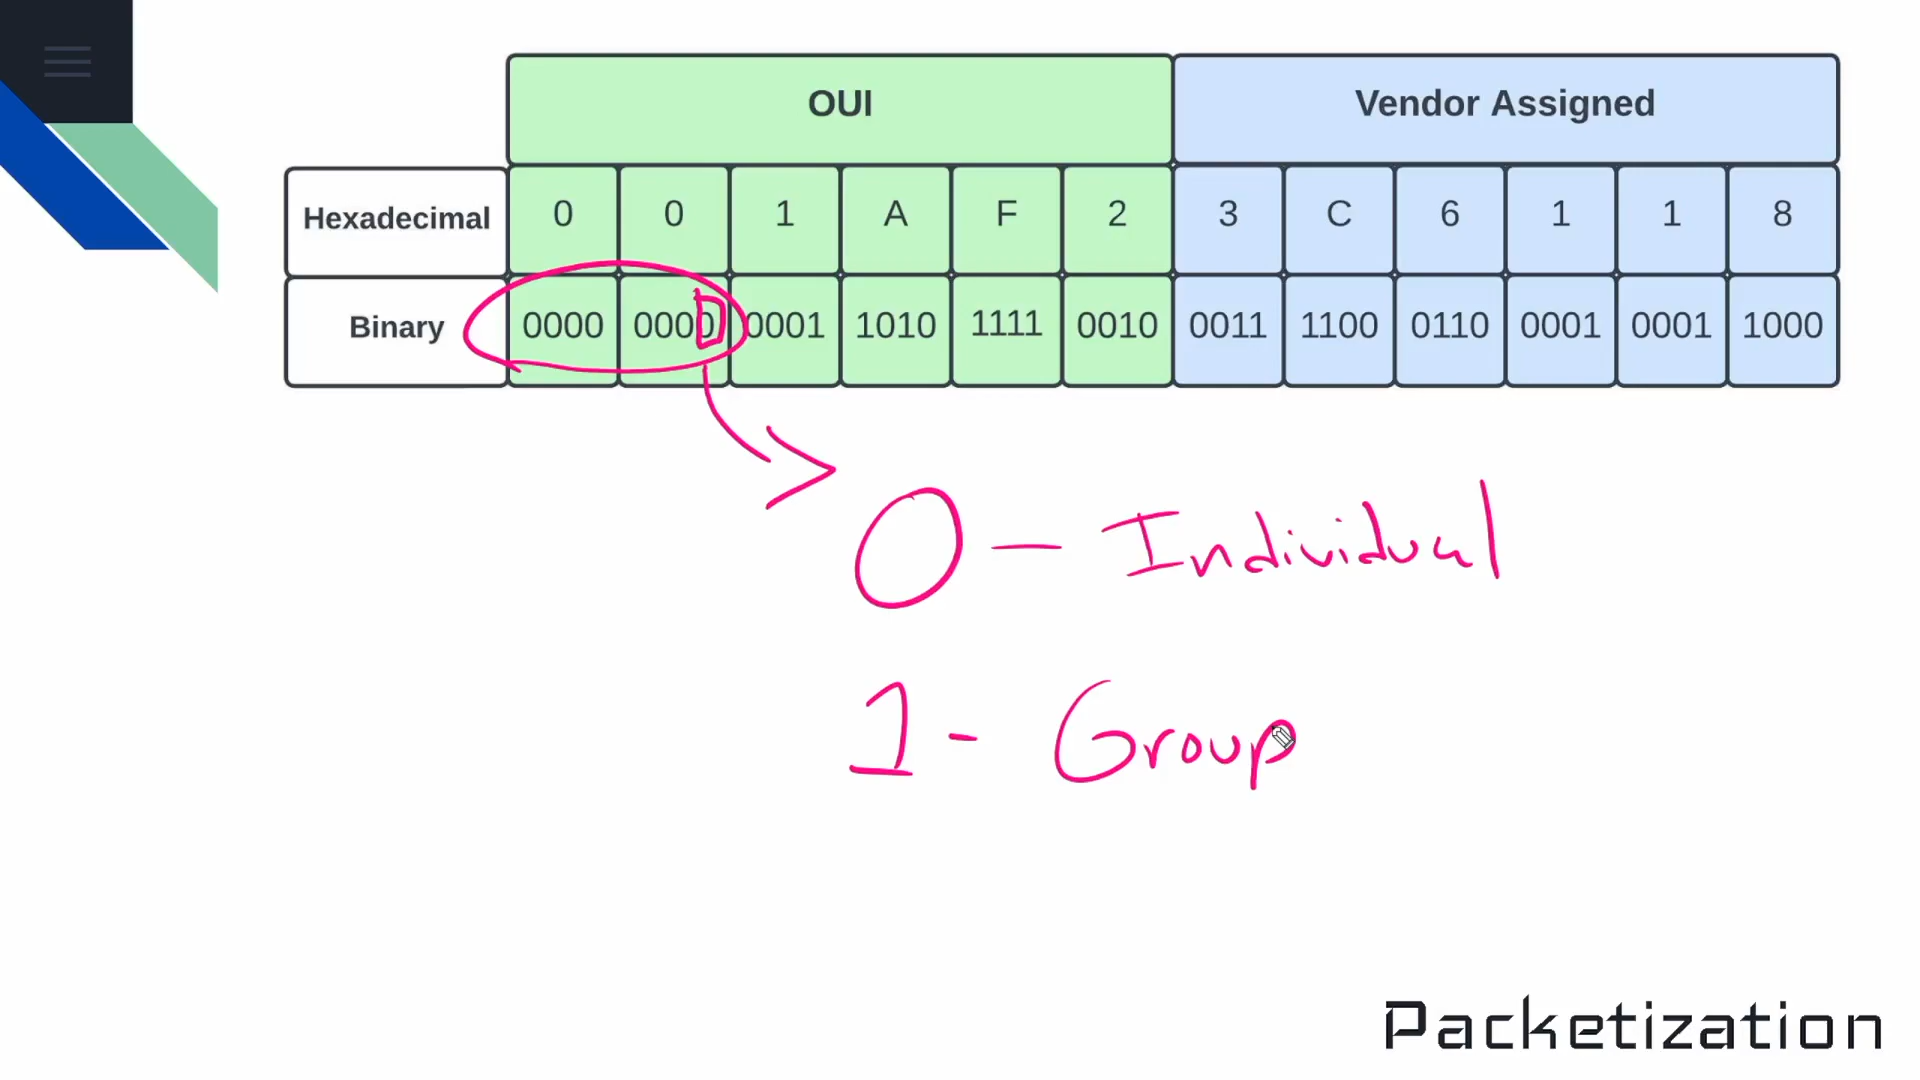 OUI Vendor Assigned
Hexadecimal 0 0 1 A F 2 3 C 6 1 1 8
Binary 0000 0000 0001 1010 1111 0010 0011 1100 0110 0001 0001 1000
0 — Individual
1 - Group
Packetization